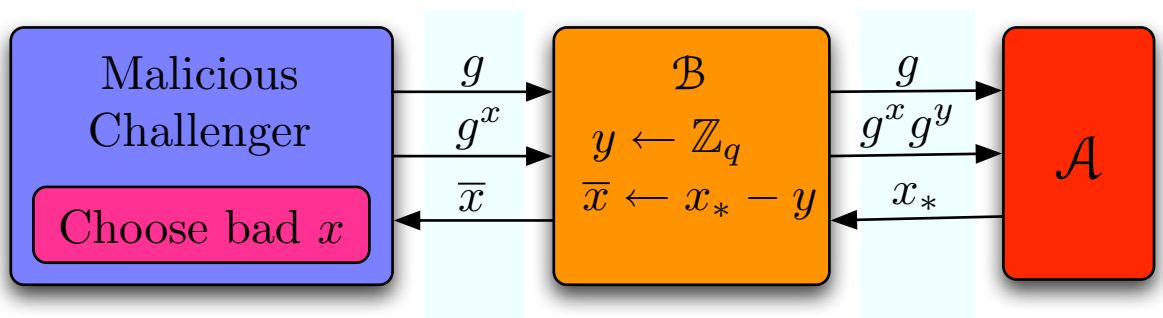 Malicious
Challenger
Choose bad x
g
g^x
x̅
ℬ
y ← ℤ_q
x̅ ← x_* − y
g
g^x g^y
x_*
𝒜